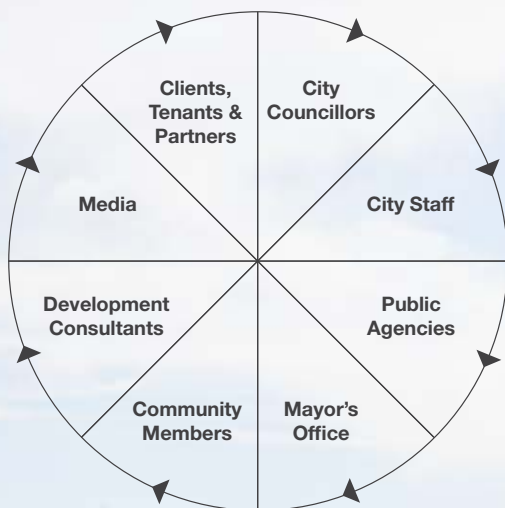 Clients,
Tenants &
Partners
City
Councillors
City Staff
Public
Agencies
Mayor's
Office
Community
Members
Development
Consultants
Media